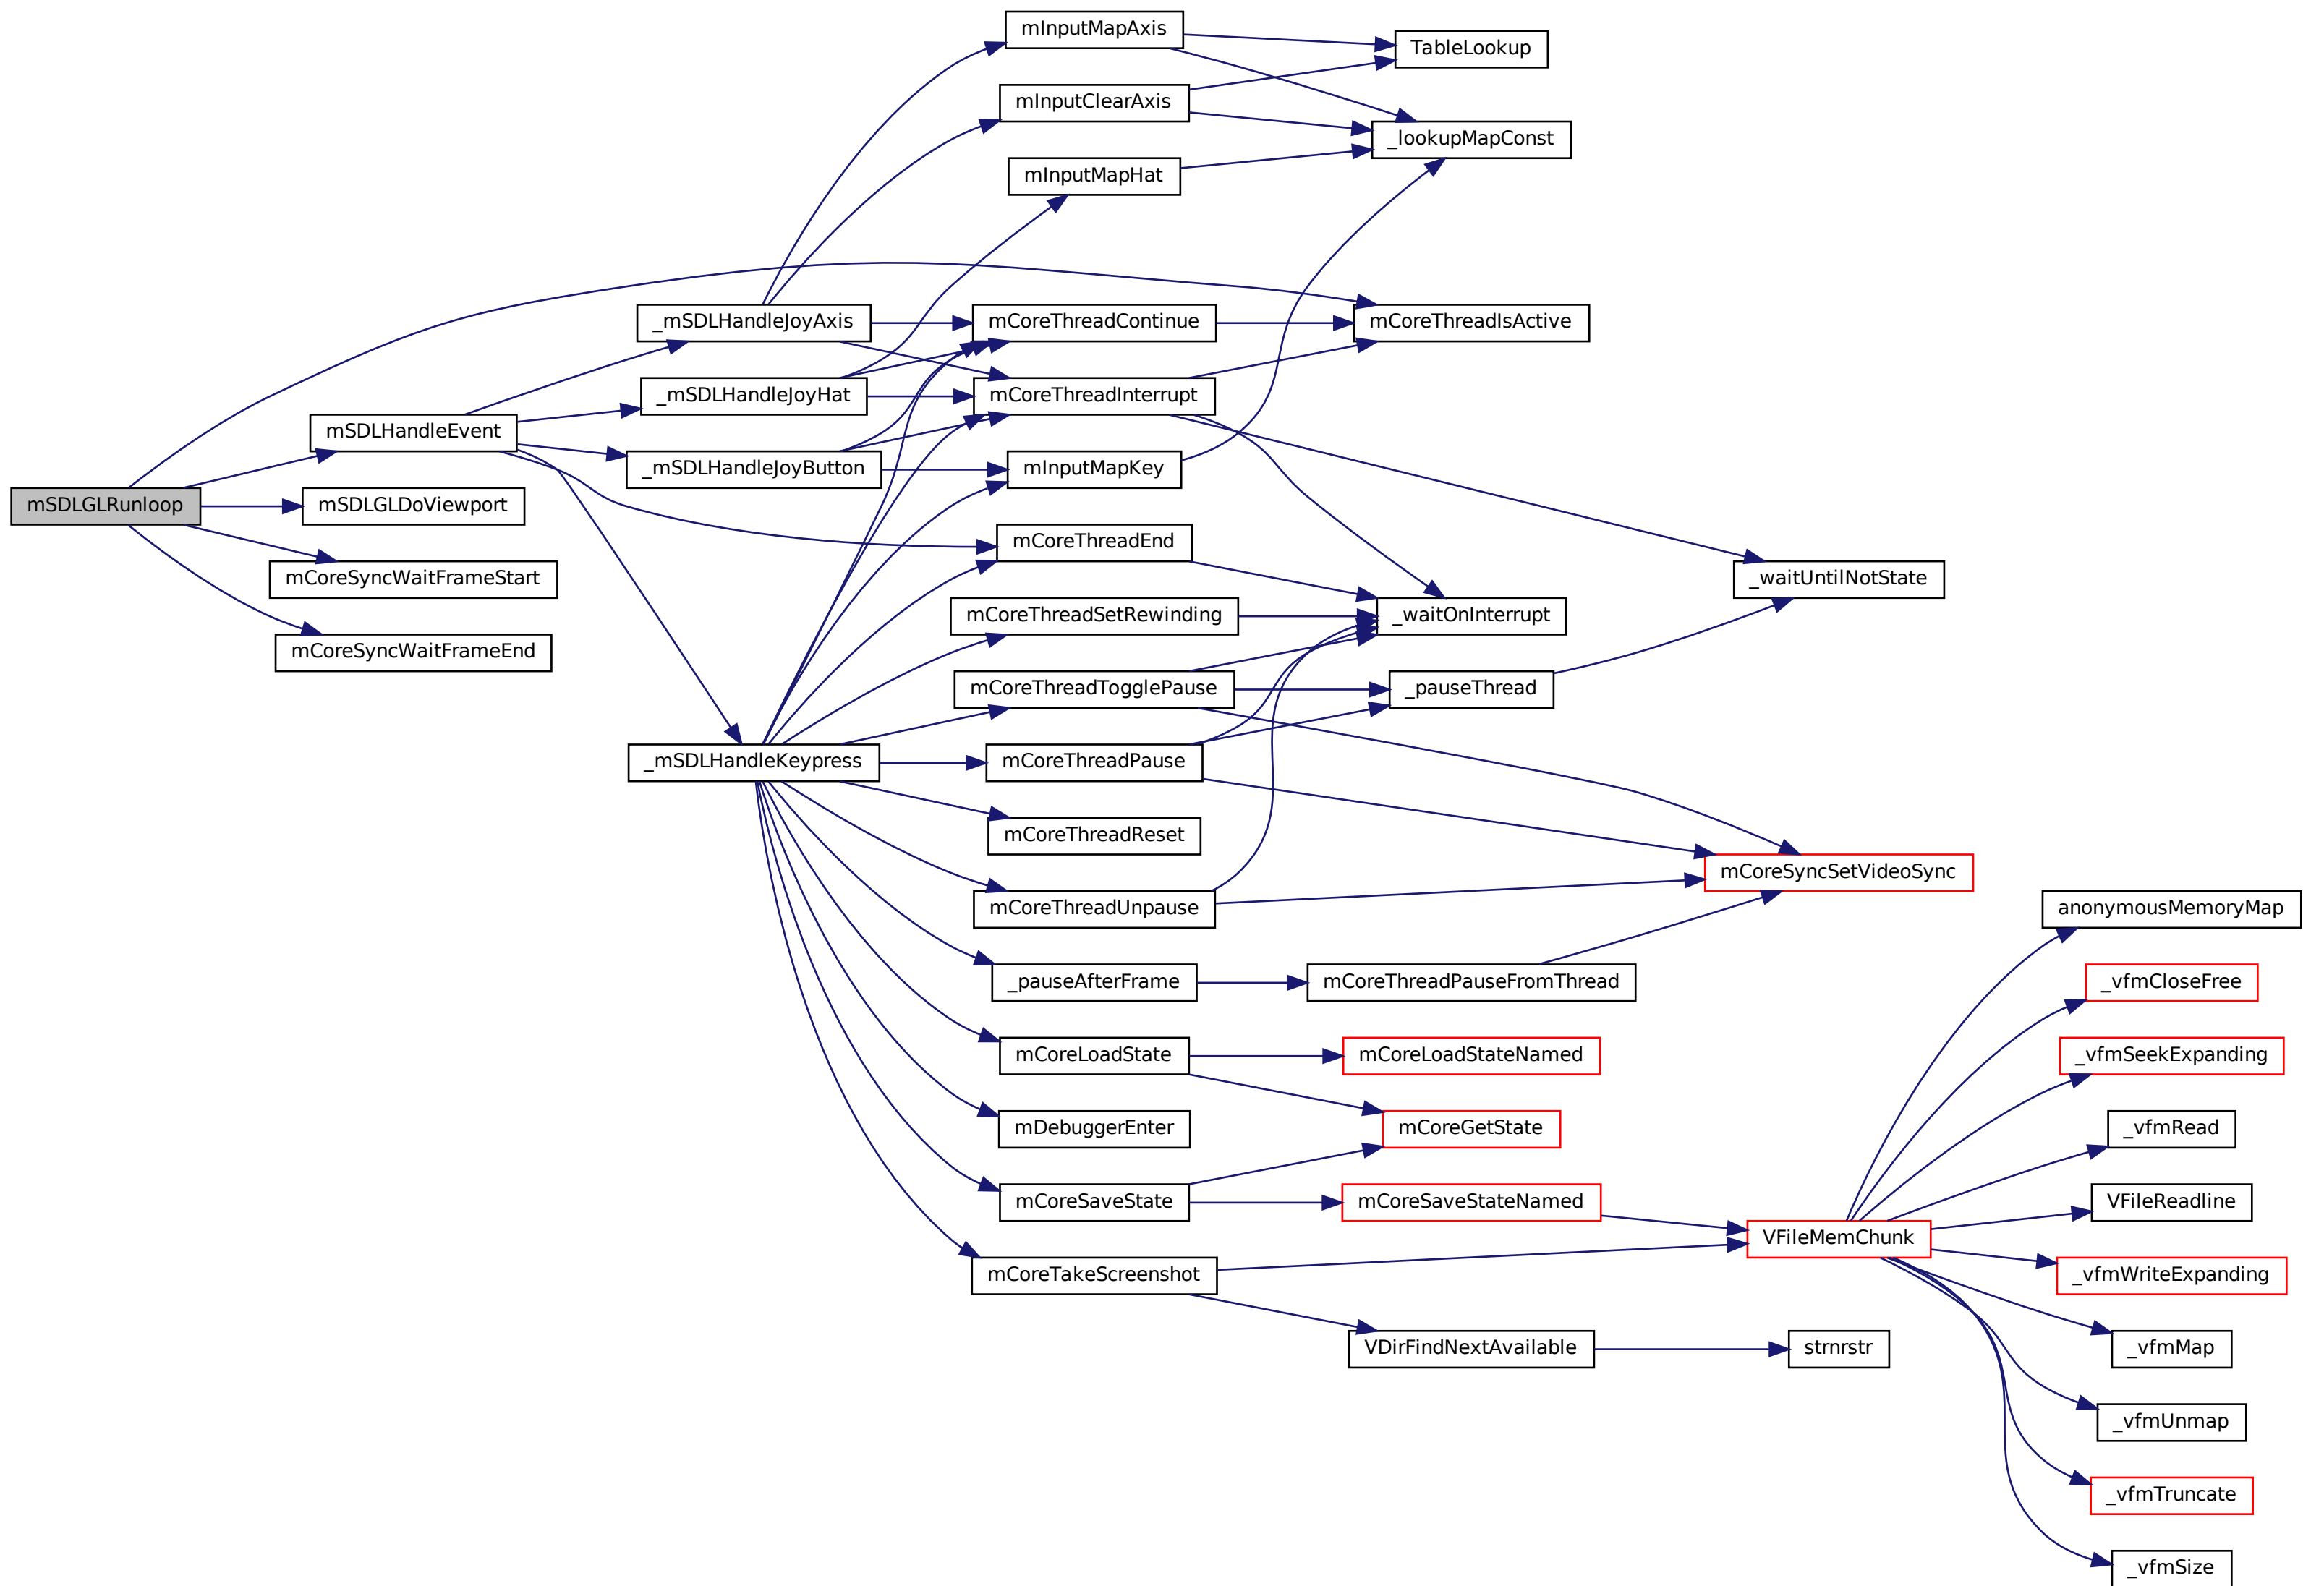 mInputMapAxis
TableLookup
mInputClearAxis
_lookupMapConst
mInputMapHat
_mSDLHandleJoyAxis
mCoreThreadContinue
mCoreThreadIsActive
_mSDLHandleJoyHat
mCoreThreadInterrupt
mSDLHandleEvent
_mSDLHandleJoyButton
mInputMapKey
mSDLGLRunloop
mSDLGLDoViewport
mCoreThreadEnd
mCoreSyncWaitFrameStart
_waitUntilNotState
mCoreThreadSetRewinding
_waitOnInterrupt
mCoreSyncWaitFrameEnd
mCoreThreadTogglePause
_pauseThread
_mSDLHandleKeypress
mCoreThreadPause
mCoreThreadReset
mCoreSyncSetVideoSync
mCoreThreadUnpause
anonymousMemoryMap
_pauseAfterFrame
mCoreThreadPauseFromThread
_vfmCloseFree
mCoreLoadState
mCoreLoadStateNamed
_vfmSeekExpanding
mDebuggerEnter
mCoreGetState
_vfmRead
mCoreSaveState
mCoreSaveStateNamed
VFileReadline
VFileMemChunk
mCoreTakeScreenshot
_vfmWriteExpanding
VDirFindNextAvailable
strnrstr
_vfmMap
_vfmUnmap
_vfmTruncate
_vfmSize